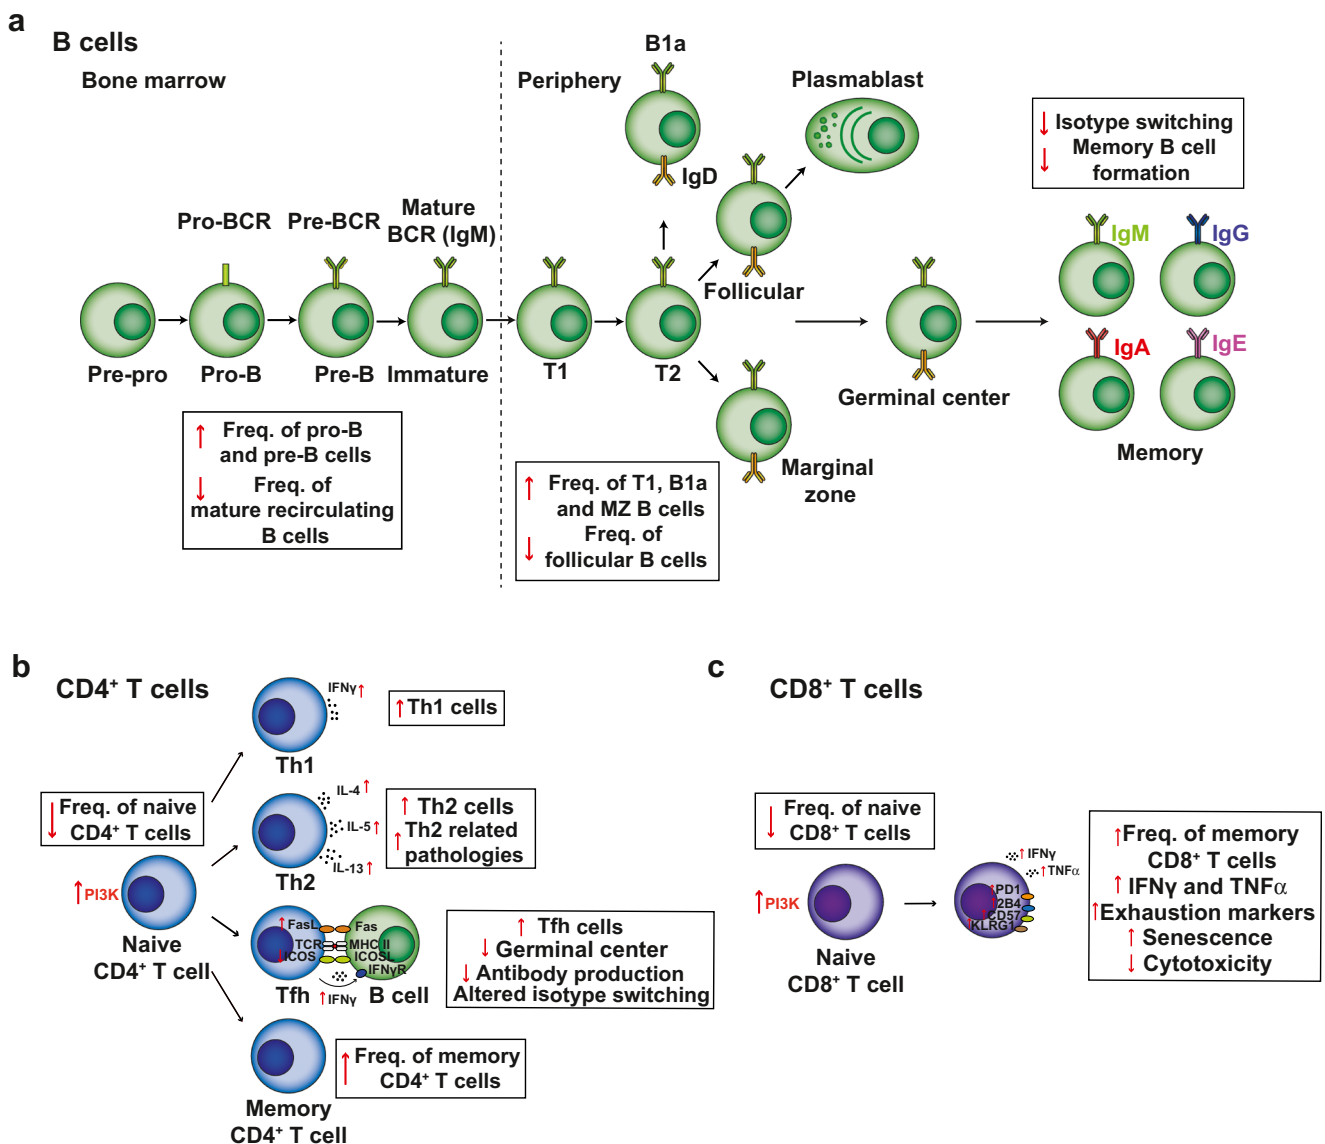 a
B cells
Bone marrow
Periphery
B1a
Plasmablast
↓ Isotype switching
↓ Memory B cell
formation
IgD
Pro-BCR
Pre-BCR
Mature
BCR (IgM)
Follicular
IgM
IgG
IgA
IgE
Pre-pro
Pro-B
Pre-B
Immature
T1
T2
Germinal center
Memory
Marginal
zone
↑ Freq. of pro-B
and pre-B cells
↓ Freq. of
mature recirculating
B cells
↑ Freq. of T1, B1a
and MZ B cells
↓ Freq. of
follicular B cells
b
CD4⁺ T cells
IFNγ ↑
↑ Th1 cells
Th1
↓ Freq. of naive
CD4⁺ T cells
IL-4 ↑
IL-5 ↑
IL-13 ↑
Th2
↑ Th2 cells
↑ Th2 related
pathologies
↑ PI3K
Naive
CD4⁺ T cell
↑ FasL
Fas
TCR
MHC II
ICOS
ICOSL
IFNγR
↑ IFNγ
Tfh
B cell
↑ Tfh cells
↓ Germinal center
↓ Antibody production
Altered isotype switching
↑ Freq. of memory
CD4⁺ T cells
Memory
CD4⁺ T cell
c
CD8⁺ T cells
↓ Freq. of naive
CD8⁺ T cells
↑ PI3K
Naive
CD8⁺ T cell
↑ IFNγ
↑ TNFα
↑ PD1
2B4
↑ CD57
↑ KLRG1
↑ Freq. of memory
CD8⁺ T cells
↑ IFNγ and TNFα
↑ Exhaustion markers
↑ Senescence
↓ Cytotoxicity